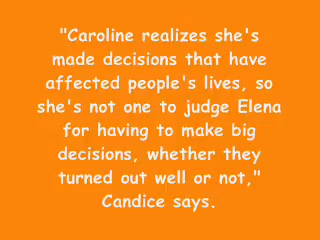 "Caroline realizes she's
made decisions that have
affected people's lives, so
she's not one to judge Elena
for having to make big
decisions, whether they
turned out well or not,"
Candice says.